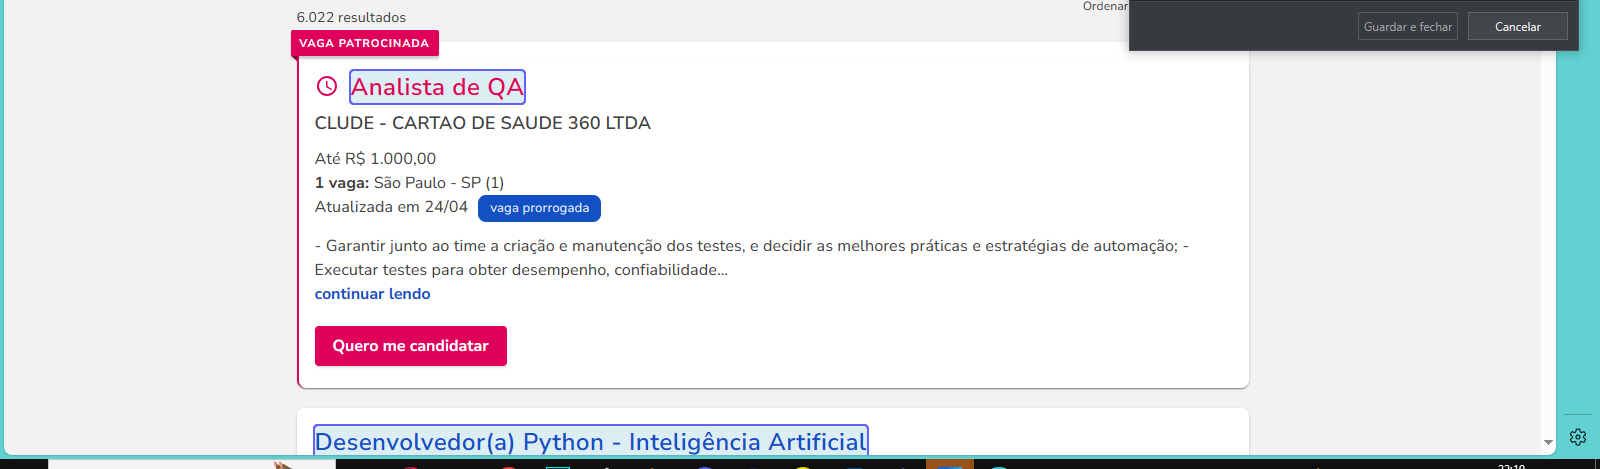 6.022 resultados
Ordenar
Guardar e fechar
Cancelar
VAGA PATROCINADA
Analista de QA
CLUDE - CARTAO DE SAUDE 360 LTDA
Até R$ 1.000,00
1 vaga: São Paulo - SP (1)
Atualizada em 24/04
vaga prorrogada
- Garantir junto ao time a criação e manutenção dos testes, e decidir as melhores práticas e estratégias de automação; -
Executar testes para obter desempenho, confiabilidade...
continuar lendo
Quero me candidatar
Desenvolvedor(a) Python - Inteligência Artificial